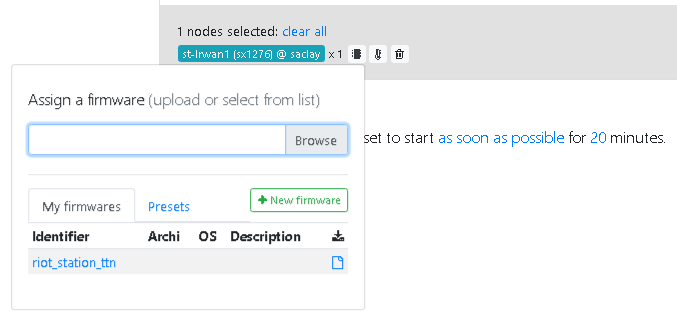 1 nodes selected: clear all
st-lrwan1 (sx1276) @ saclay x 1
Assign a firmware (upload or select from list)
Browse
set to start as soon as possible for 20 minutes.
My firmwares Presets + New firmware
Identifier Archi OS Description
riot_station_ttn